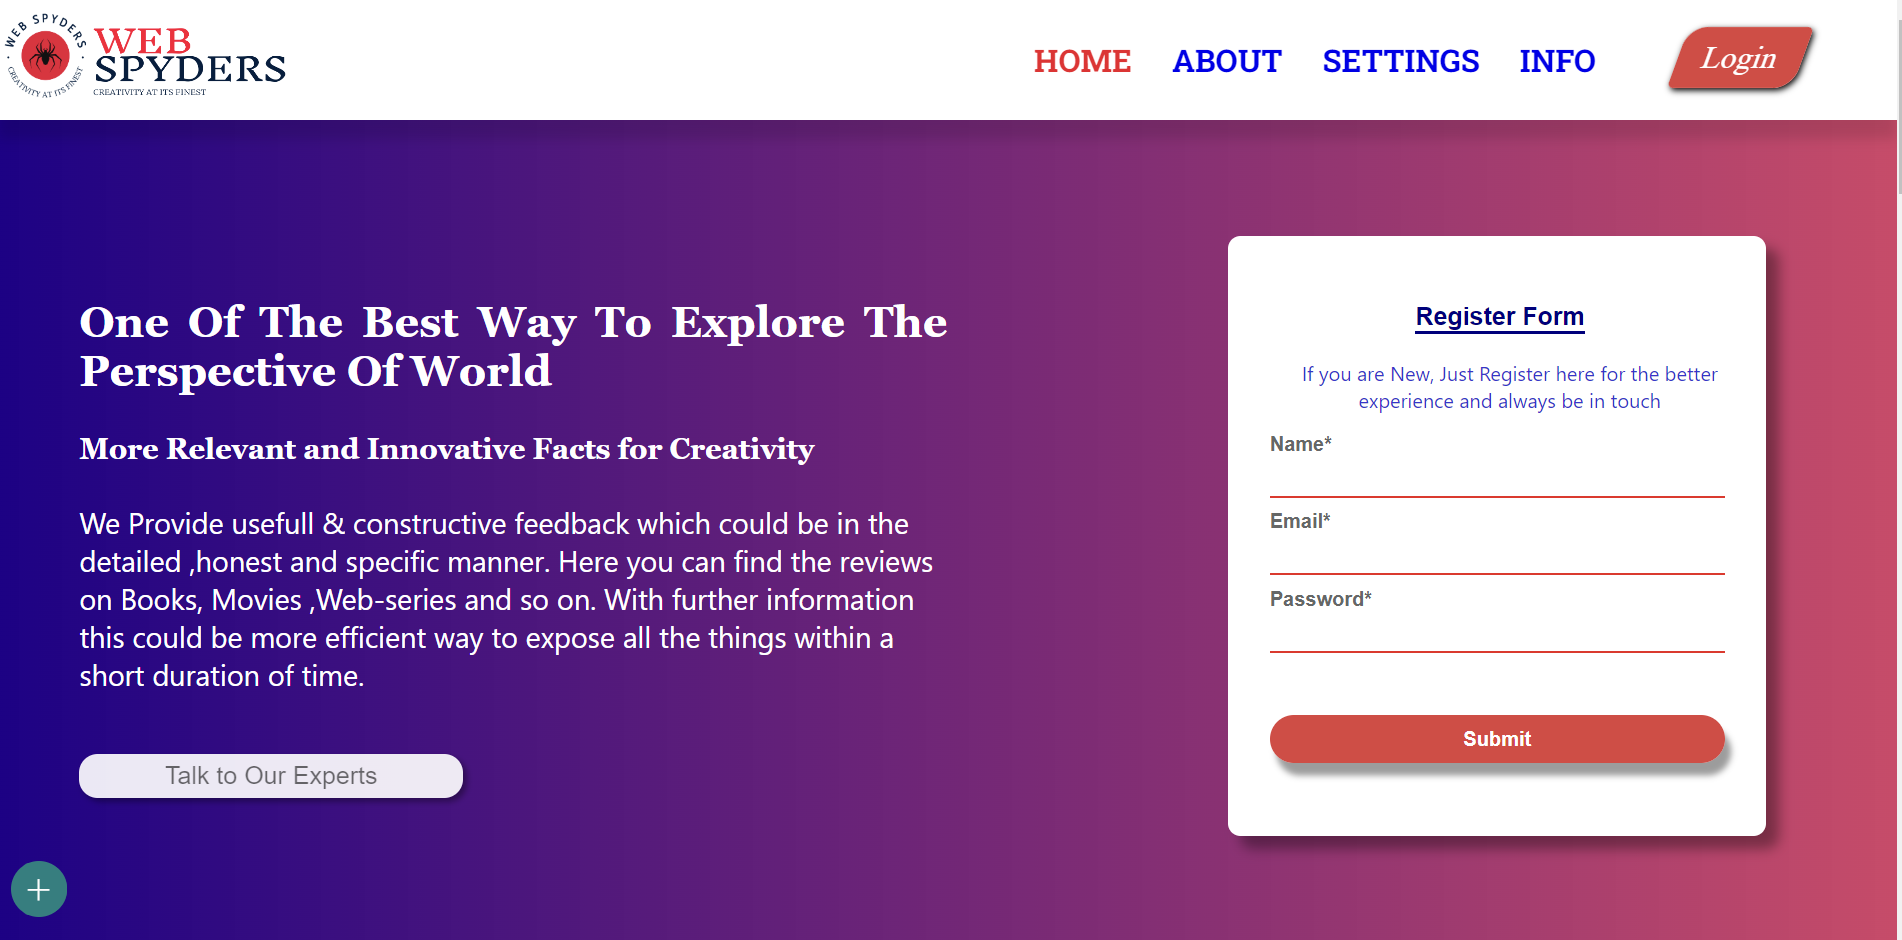 WEB SPYDERS
CREATIVITY AT ITS FINEST
WEB
SPYDERS
CREATIVITY AT ITS FINEST
HOME ABOUT SETTINGS INFO Login
One Of The Best Way To Explore The
Perspective Of World
More Relevant and Innovative Facts for Creativity
We Provide usefull & constructive feedback which could be in the
detailed ,honest and specific manner. Here you can find the reviews
on Books, Movies ,Web-series and so on. With further information
this could be more efficient way to expose all the things within a
short duration of time.
Talk to Our Experts
Register Form
If you are New, Just Register here for the better
experience and always be in touch
Name*
Email*
Password*
Submit